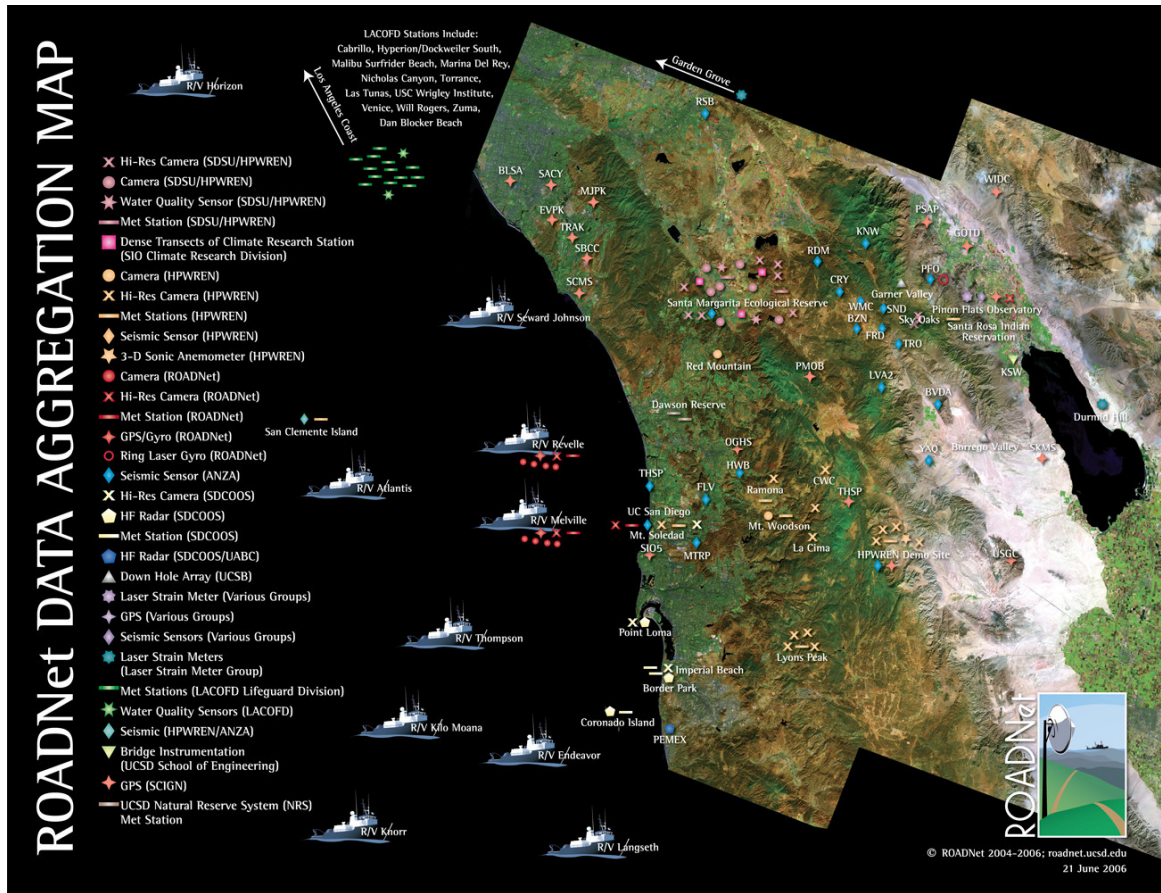 ROADNet DATA AGGREGATION MAP
LACOFD Stations Include:
Cabrillo, Hyperion/Dockweiler South,
Malibu Surfrider Beach, Marina Del Rey,
Nicholas Canyon, Torrance,
Las Tunas, USC Wrigley Institute,
Venice, Will Rogers, Zuma,
Dan Blocker Beach
Los Angeles Coast
Garden Grove
R/V Horizon
Hi-Res Camera (SDSU/HPWREN)
Camera (SDSU/HPWREN)
Water Quality Sensor (SDSU/HPWREN)
Met Station (SDSU/HPWREN)
Dense Transects of Climate Research Station
(SIO Climate Research Division)
Camera (HPWREN)
Hi-Res Camera (HPWREN)
Met Stations (HPWREN)
Seismic Sensor (HPWREN)
3-D Sonic Anemometer (HPWREN)
Camera (ROADNet)
Hi-Res Camera (ROADNet)
Met Station (ROADNet)
GPS/Gyro (ROADNet)
Ring Laser Gyro (ROADNet)
Seismic Sensor (ANZA)
Hi-Res Camera (SDCOOS)
HF Radar (SDCOOS)
Met Station (SDCOOS)
HF Radar (SDCOOS/UABC)
Down Hole Array (UCSB)
Laser Strain Meter (Various Groups)
GPS (Various Groups)
Seismic Sensors (Various Groups)
Laser Strain Meters
(Laser Strain Meter Group)
Met Stations (LACOFD Lifeguard Division)
Water Quality Sensors (LACOFD)
Seismic (HPWREN/ANZA)
Bridge Instrumentation
(UCSD School of Engineering)
GPS (SCIGN)
UCSD Natural Reserve System (NRS)
Met Station
RSB
BLSA
SACY
MJPK
EVPK
TRAK
SBCC
SCMS
WIDC
PSAP
GOTD
KNW
RDM
PFO
CRY
Garner Valley
Pinon Flats Observatory
WMC
SND
BZN
Sky Oaks
FRD
Santa Rosa Indian
Reservation
TRO
Santa Margarita Ecological Reserve
R/V Seward Johnson
Red Mountain
PMOB
LVA2
KSW
BVDA
Durmid Hill
Dawson Reserve
San Clemente Island
R/V Revelle
OGHS
HWB
YAQ
Borrego Valley
SKMS
R/V Atlantis
THSP
FLV
Ramona
CWC
THSP
R/V Melville
UC San Diego
Mt. Soledad
Mt. Woodson
La Cima
SIO5
MTRP
HPWREN Demo Site
USGC
R/V Thompson
Point Loma
Lyons Peak
Imperial Beach
Border Park
R/V Kilo Moana
Coronado Island
PEMEX
R/V Endeavor
R/V Knorr
R/V Langseth
ROADNet
© ROADNet 2004-2006; roadnet.ucsd.edu
21 June 2006